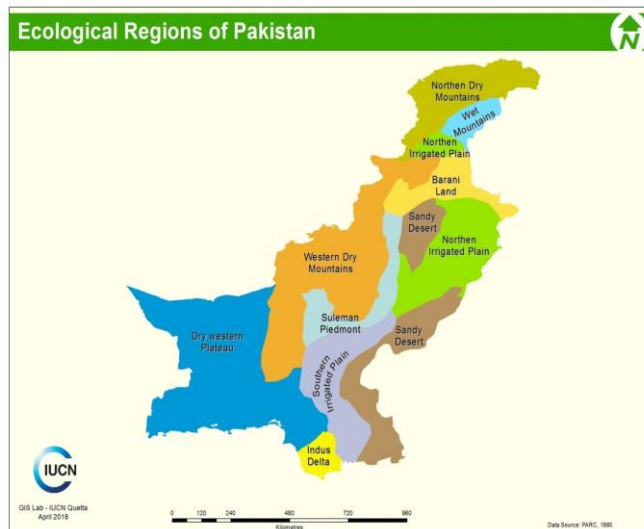 Ecological Regions of Pakistan
N
Northen Dry
Mountains
Wet
Mountains
Northen
Irrigated Plain
Barani
Land
Sandy
Desert
Northen
Irrigated Plain
Western Dry
Mountains
Suleman
Piedmont
Sandy
Desert
Dry western
Plateau
Southern
Irrigated Plain
Indus
Delta
IUCN
GIS Lab - IUCN Quetta
April 2018
0 120 240 480 720 960
Kilometres
Data Source: PARC, 1980